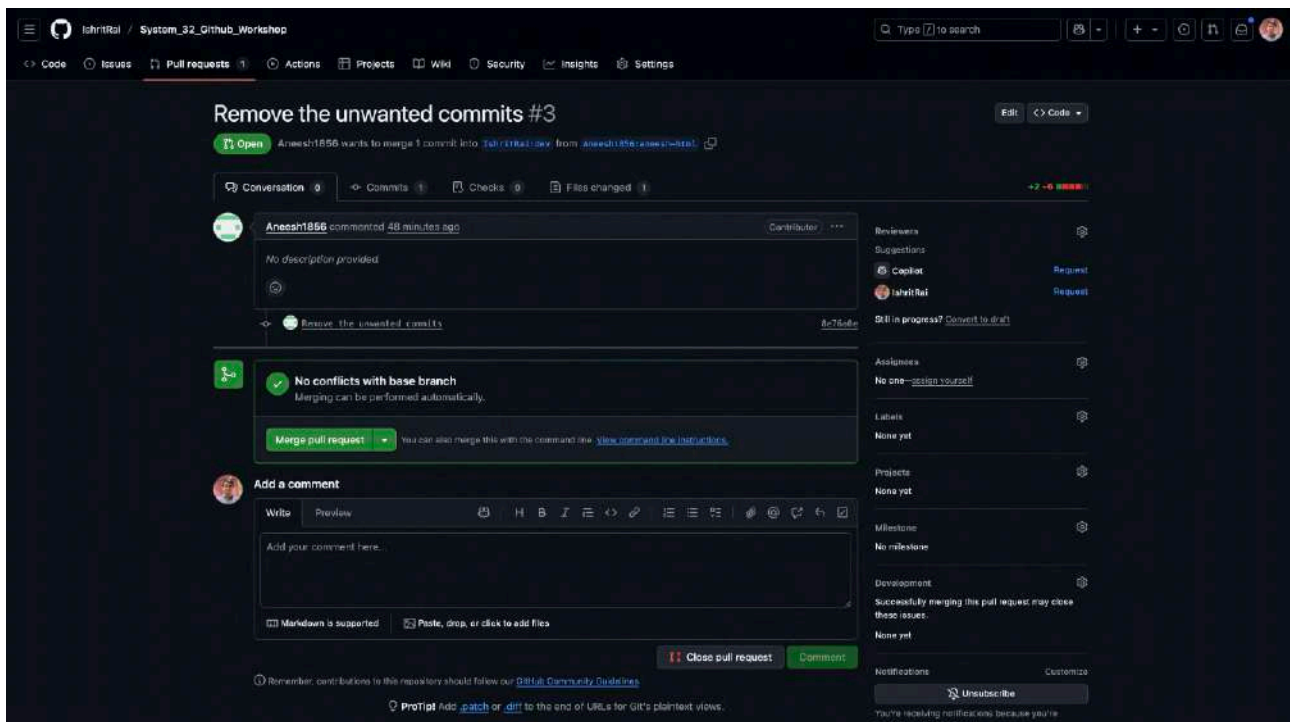 IshritRai / System_32_Github_Workshop
Type / to search
Code Issues Pull requests 1 Actions Projects Wiki Security Insights Settings
Remove the unwanted commits #3
Edit <> Code
Open Aneesh1856 wants to merge 1 commit into IshritRai:dev from aneesh1856:aneesh-html
Conversation 0 Commits 1 Checks 0 Files changed 1
+2 -6
Aneesh1856 commented 48 minutes ago
Contributor
No description provided.
Remove the unwanted commits
No conflicts with base branch
Merging can be performed automatically.
Merge pull request
You can also merge this with the command line. View command line instructions.
Add a comment
Write Preview
H B I
Add your comment here...
Markdown is supported
Paste, drop, or click to add files
Close pull request
Comment
Remember, contributions to this repository should follow our GitHub Community Guidelines
ProTip! Add .patch or .diff to the end of URLs for Git's plaintext views.
Reviewers
Suggestions
Copilot Request
IshritRai Request
Still in progress? Convert to draft
Assignees
No one—assign yourself
Labels
None yet
Projects
None yet
Milestone
No milestone
Development
Successfully merging this pull request may close
these issues.
None yet
Notifications Customize
Unsubscribe
You're receiving notifications because you're